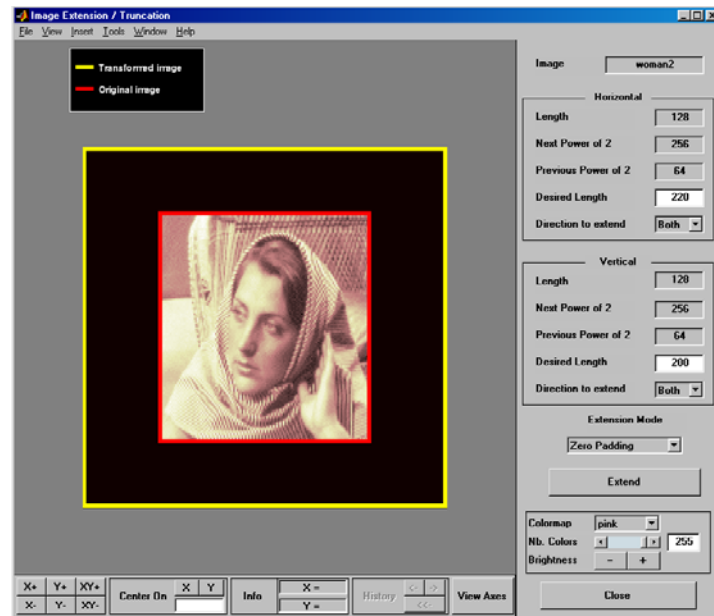 Image Extension / Truncation
File View Insert Tools Window Help
Transformed image
Original image
Image woman2
Horizontal
Length 128
Next Power of 2 256
Previous Power of 2 64
Desired Length 220
Direction to extend Both
Vertical
Length 128
Next Power of 2 256
Previous Power of 2 64
Desired Length 200
Direction to extend Both
Extension Mode
Zero Padding
Extend
Colormap pink
Nb. Colors 255
Brightness - +
Close
X+ Y+ XY+
X- Y- XY-
Center On X Y
Info X =
Y =
History <- ->
<<-
View Axes